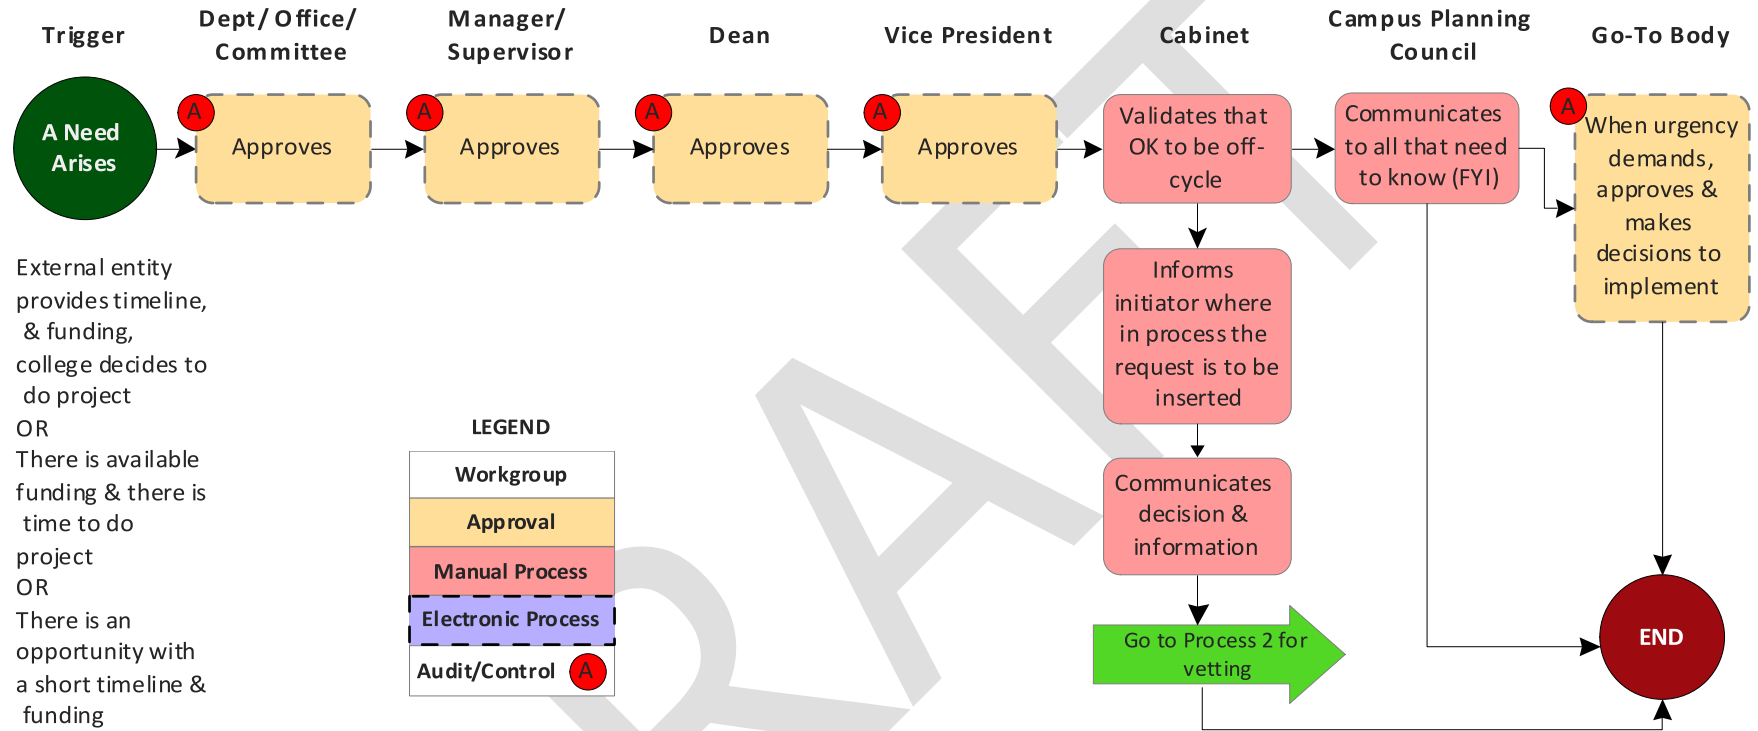 Trigger
Dept/ Office/
Committee
Manager/
Supervisor
Dean
Vice President
Cabinet
Campus Planning
Council
Go-To Body
A Need
Arises
A
Approves
A
Approves
A
Approves
A
Approves
Validates that
OK to be off-
cycle
Communicates
to all that need
to know (FYI)
A
When urgency
demands,
approves &
makes
decisions to
implement
Informs
initiator where
in process the
request is to be
inserted
Communicates
decision &
information
Go to Process 2 for
vetting
END
External entity
provides timeline,
& funding,
college decides to
do project
OR
There is available
funding & there is
time to do
project
OR
There is an
opportunity with
a short timeline &
funding
LEGEND
Workgroup
Approval
Manual Process
Electronic Process
Audit/Control A
RAFT